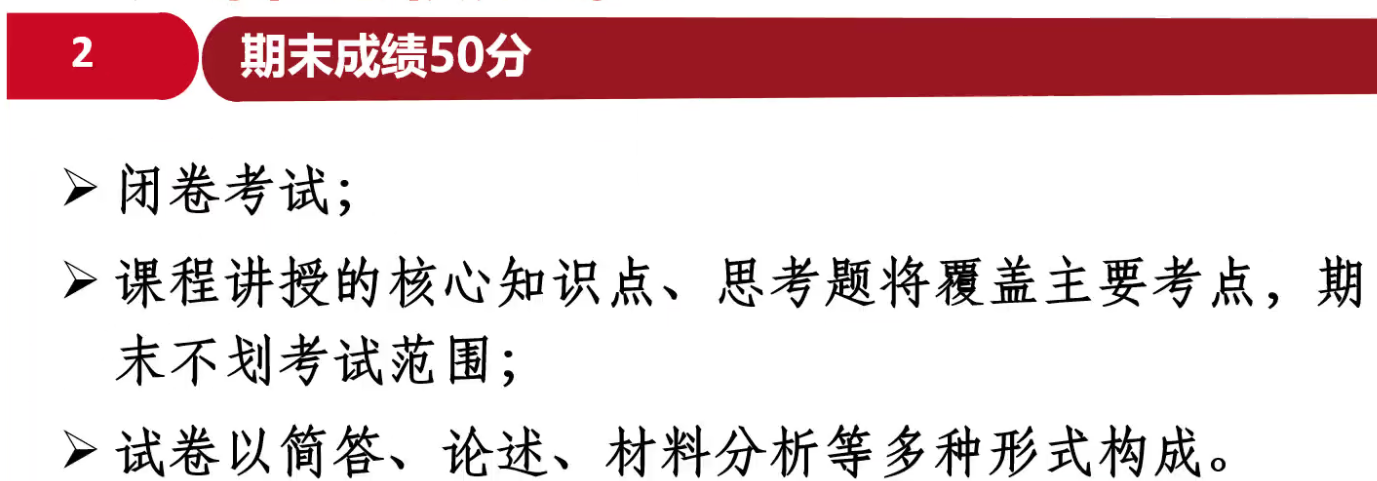 2
期末成绩50分
➢ 闭卷考试；
➢ 课程讲授的核心知识点、思考题将覆盖主要考点，期
末不划考试范围；
➢ 试卷以简答、论述、材料分析等多种形式构成。